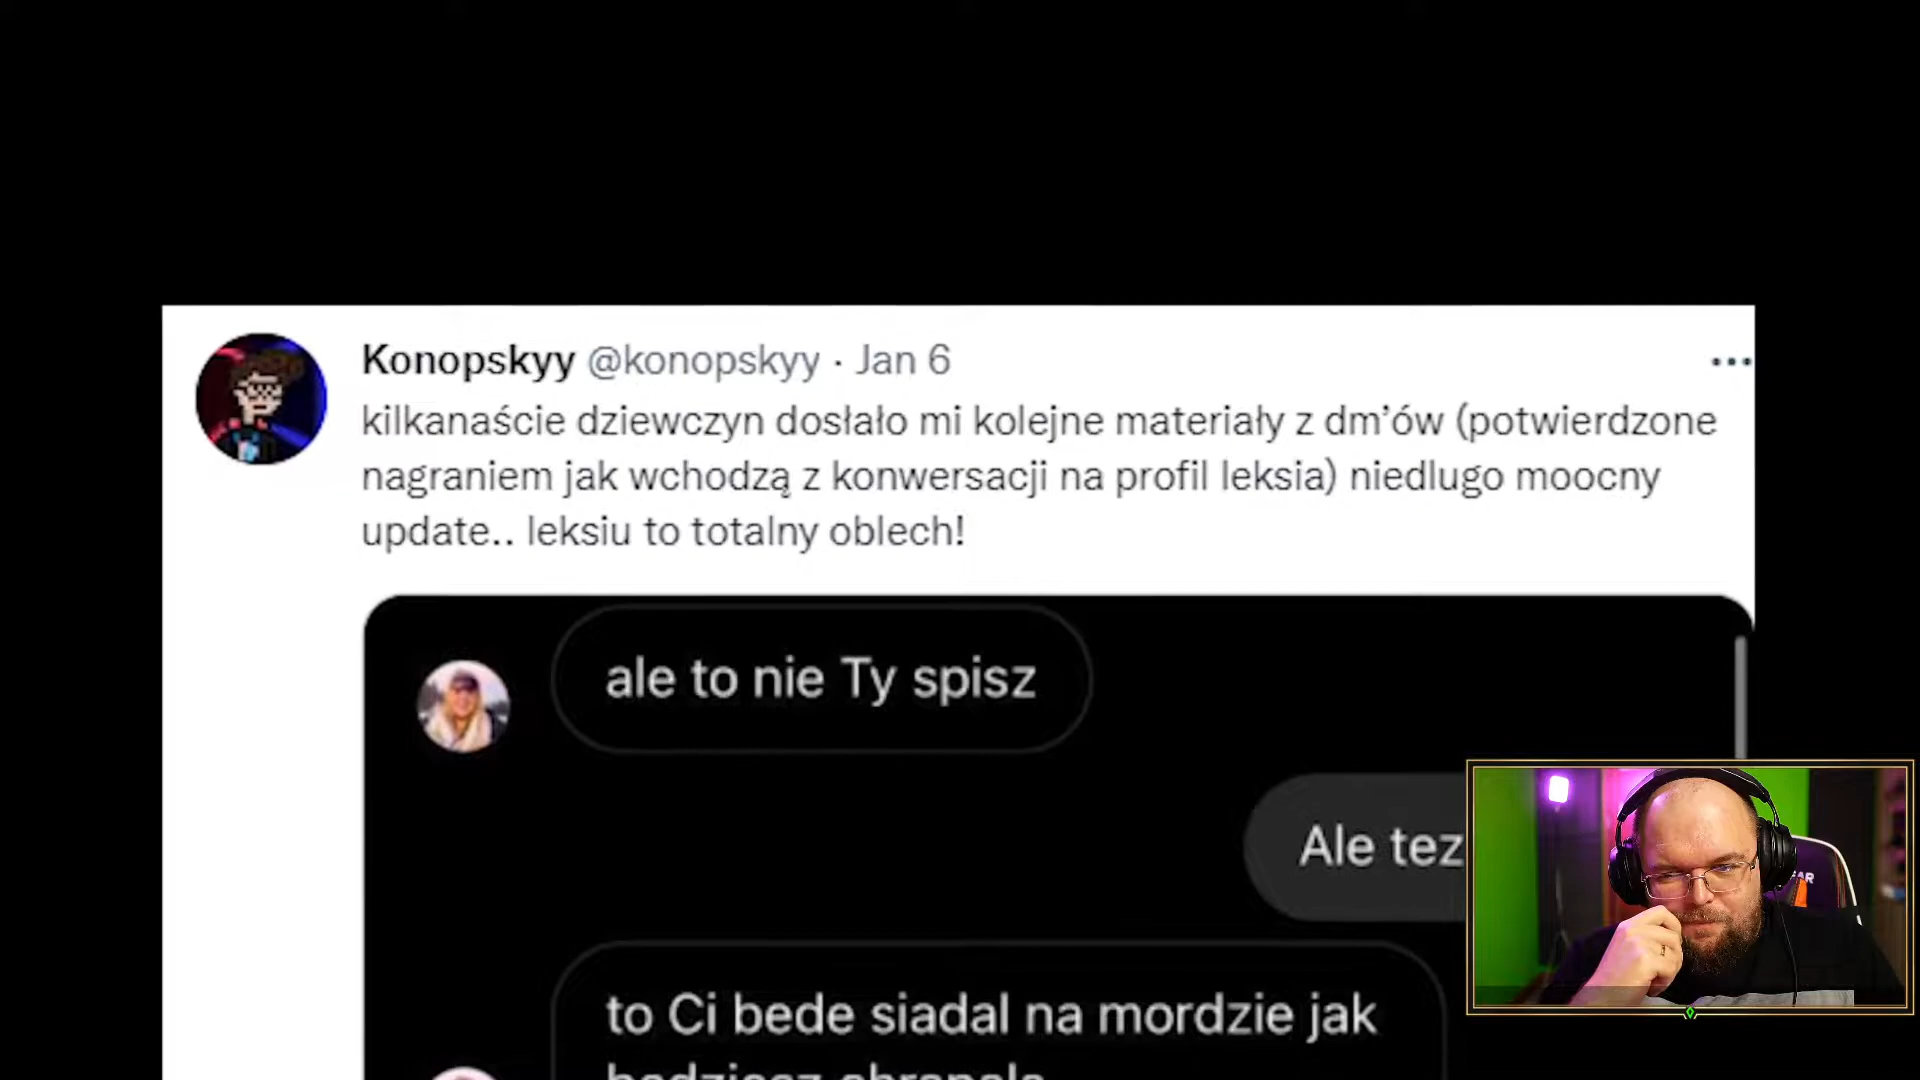 Konopskyy @konopskyy · Jan 6
kilkanaście dziewczyn dosłało mi kolejne materiały z dm’ów (potwierdzone
nagraniem jak wchodzą z konwersacji na profil leksia) niedlugo moocny
update.. leksiu to totalny oblech!
ale to nie Ty spisz
Ale tez
to Ci bede siadal na mordzie jak